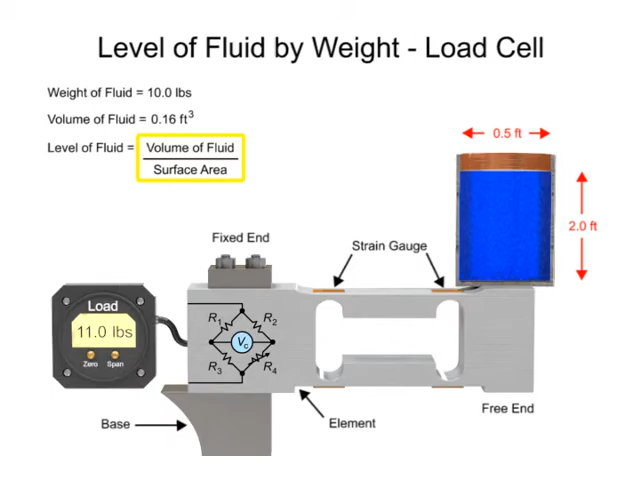 Level of Fluid by Weight - Load Cell
Weight of Fluid = 10.0 lbs
Volume of Fluid = 0.16 ft³
Level of Fluid = Volume of Fluid
Surface Area
0.5 ft
2.0 ft
Fixed End
Strain Gauge
Load
11.0 lbs
Zero Span
R₁ R₂
Vc
R₃ R₄
Free End
Base
Element